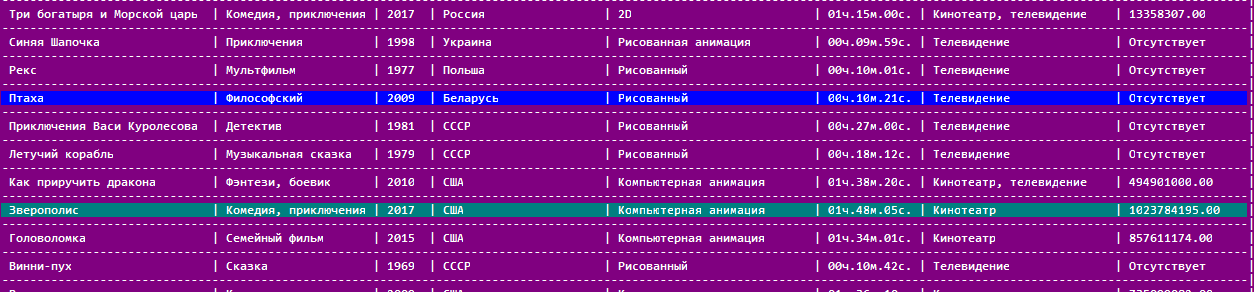 Три богатыря и Морской царь | Комедия, приключения | 2017 | Россия | 2D | 01ч.15м.00с. | Кинотеатр, телевидение | 13358307.00
Синяя Шапочка | Приключения | 1998 | Украина | Рисованная анимация | 00ч.09м.59с. | Телевидение | Отсутствует
Рекс | Мультфильм | 1977 | Польша | Рисованный | 00ч.10м.01с. | Телевидение | Отсутствует
Птаха | Философский | 2009 | Беларусь | Рисованный | 00ч.10м.21с. | Телевидение | Отсутствует
Приключения Васи Куролесова | Детектив | 1981 | СССР | Рисованный | 00ч.27м.00с. | Телевидение | Отсутствует
Летучий корабль | Музыкальная сказка | 1979 | СССР | Рисованный | 00ч.18м.12с. | Телевидение | Отсутствует
Как приручить дракона | Фэнтези, боевик | 2010 | США | Компьютерная анимация | 01ч.38м.20с. | Кинотеатр, телевидение | 494901000.00
Зверополис | Комедия, приключения | 2017 | США | Компьютерная анимация | 01ч.48м.05с. | Кинотеатр | 1023784195.00
Головоломка | Семейный фильм | 2015 | США | Компьютерная анимация | 01ч.34м.01с. | Кинотеатр | 857611174.00
Винни-пух | Сказка | 1969 | СССР | Рисованный | 00ч.10м.42с. | Телевидение | Отсутствует